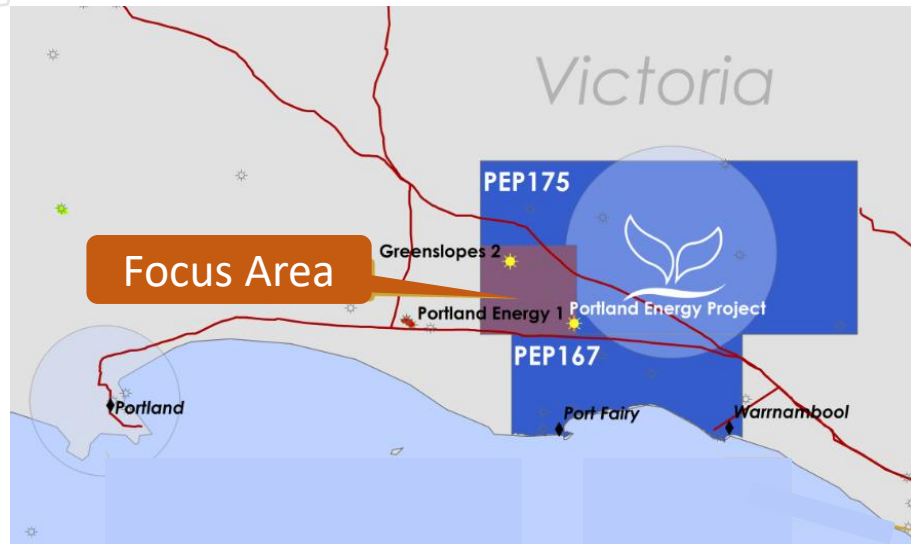 Victoria
PEP175
Greenslopes 2
Focus Area
Portland Energy 1
Portland Energy Project
PEP167
Portland
Port Fairy
Warrnambool